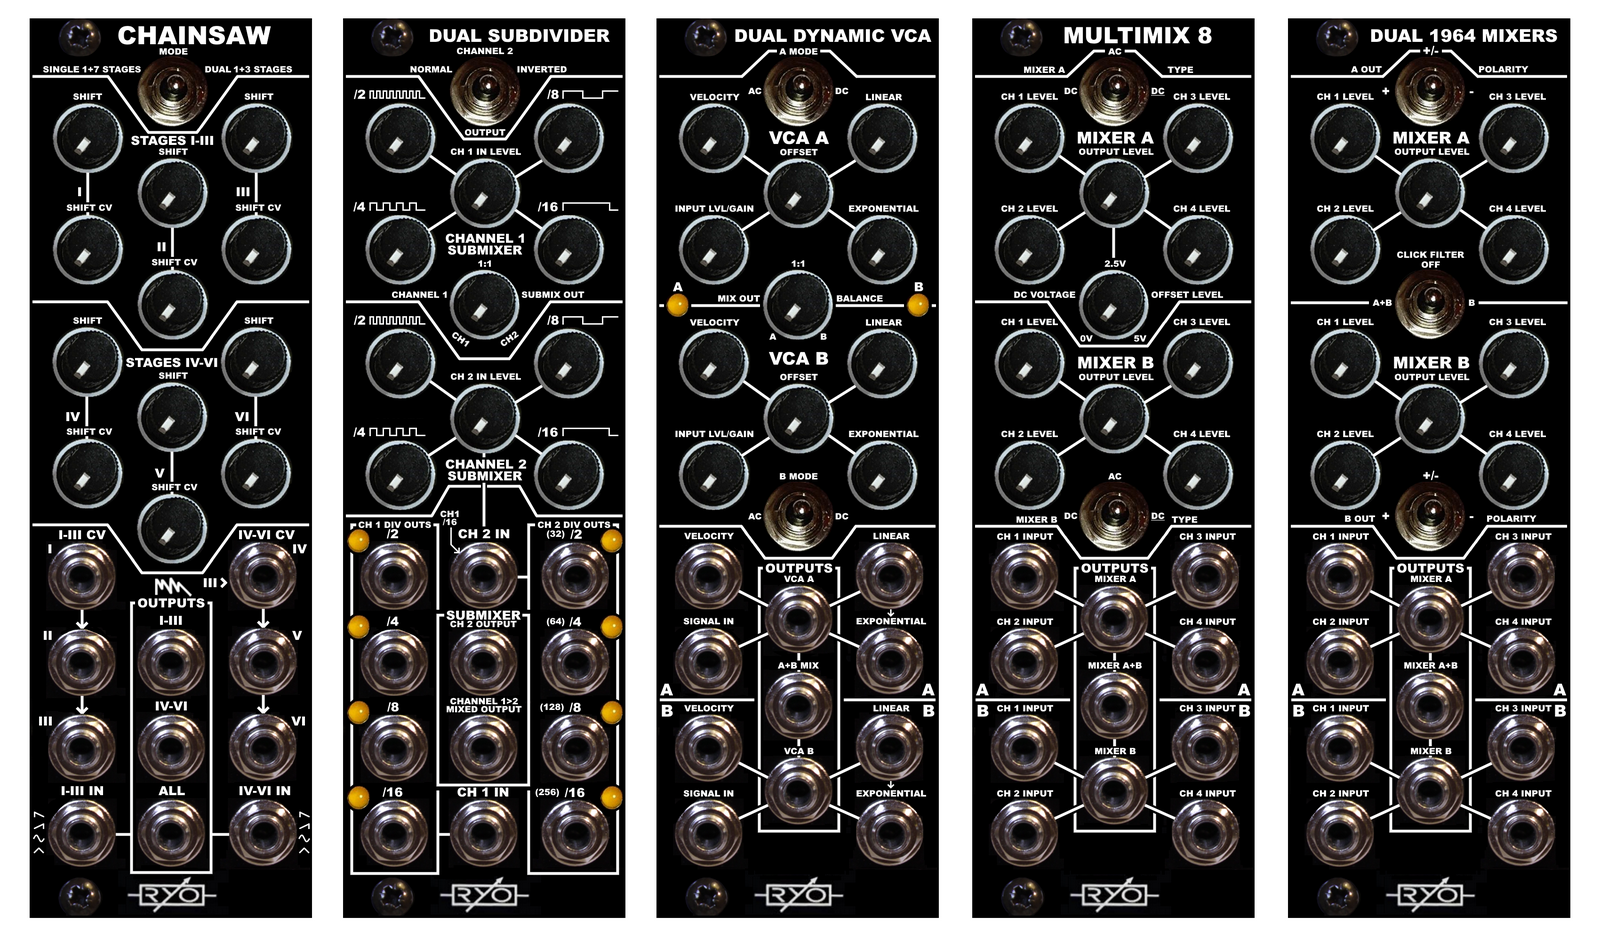 CHAINSAW
MODE
SINGLE 1+7 STAGES
DUAL 1+3 STAGES
SHIFT
SHIFT
STAGES I-III
SHIFT
I
III
SHIFT CV
SHIFT CV
II
SHIFT CV
SHIFT
SHIFT
STAGES IV-VI
SHIFT
IV
VI
SHIFT CV
SHIFT CV
V
SHIFT CV
I-III CV
IV-VI CV
I
IV
III>
OUTPUTS
I-III
II
V
IV-VI
III
VI
I-III IN
ALL
IV-VI IN
RYO
DUAL SUBDIVIDER
CHANNEL 2
NORMAL
INVERTED
/2
/8
OUTPUT
CH 1 IN LEVEL
/4
/16
CHANNEL 1
SUBMIXER
1:1
CHANNEL 1
SUBMIX OUT
/2
/8
CH1
CH2
CH 2 IN LEVEL
/4
/16
CHANNEL 2
SUBMIXER
CH1
/16
CH 1 DIV OUTS
CH 2 DIV OUTS
/2
CH 2 IN
(32) /2
SUBMIXER
CH 2 OUTPUT
/4
(64) /4
CHANNEL 1>2
MIXED OUTPUT
/8
(128) /8
/16
CH 1 IN
(256) /16
RYO
DUAL DYNAMIC VCA
A MODE
AC
DC
VELOCITY
LINEAR
VCA A
OFFSET
INPUT LVL/GAIN
EXPONENTIAL
1:1
A
B
MIX OUT
BALANCE
VELOCITY
LINEAR
A
B
VCA B
OFFSET
INPUT LVL/GAIN
EXPONENTIAL
B MODE
AC
DC
VELOCITY
LINEAR
OUTPUTS
VCA A
SIGNAL IN
EXPONENTIAL
A+B MIX
A
A
B
B
VELOCITY
LINEAR
VCA B
SIGNAL IN
EXPONENTIAL
RYO
MULTIMIX 8
AC
MIXER A
TYPE
DC
DC
CH 1 LEVEL
CH 3 LEVEL
MIXER A
OUTPUT LEVEL
CH 2 LEVEL
CH 4 LEVEL
2.5V
DC VOLTAGE
OFFSET LEVEL
CH 1 LEVEL
CH 3 LEVEL
0V
5V
MIXER B
OUTPUT LEVEL
CH 2 LEVEL
CH 4 LEVEL
AC
MIXER B
DC
DC
TYPE
CH 1 INPUT
CH 3 INPUT
OUTPUTS
MIXER A
CH 2 INPUT
CH 4 INPUT
MIXER A+B
A
A
B
B
CH 1 INPUT
CH 3 INPUT
MIXER B
CH 2 INPUT
CH 4 INPUT
RYO
DUAL 1964 MIXERS
+/-
A OUT
POLARITY
+
-
CH 1 LEVEL
CH 3 LEVEL
MIXER A
OUTPUT LEVEL
CH 2 LEVEL
CH 4 LEVEL
CLICK FILTER
OFF
A+B
B
CH 1 LEVEL
CH 3 LEVEL
MIXER B
OUTPUT LEVEL
CH 2 LEVEL
CH 4 LEVEL
+/-
B OUT
+
-
POLARITY
CH 1 INPUT
CH 3 INPUT
OUTPUTS
MIXER A
CH 2 INPUT
CH 4 INPUT
MIXER A+B
A
A
B
B
CH 1 INPUT
CH 3 INPUT
MIXER B
CH 2 INPUT
CH 4 INPUT
RYO